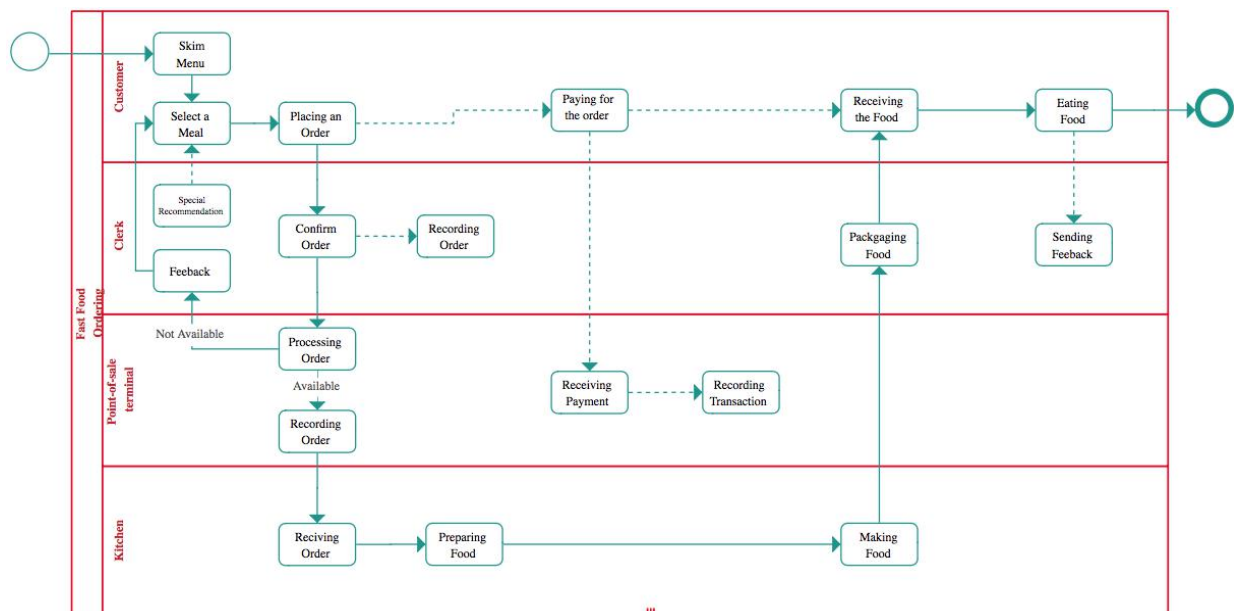 Fast Food
Ordering
Customer
Skim
Menu
Select a
Meal
Placing an
Order
Paying for
the order
Receiving
the Food
Eating
Food
Clerk
Special
Recommendation
Confirm
Order
Recording
Order
Packgaging
Food
Sending
Feeback
Feeback
Point-of-sale
terminal
Not Available
Processing
Order
Available
Recording
Order
Receiving
Payment
Recording
Transaction
Kitchen
Reciving
Order
Preparing
Food
Making
Food